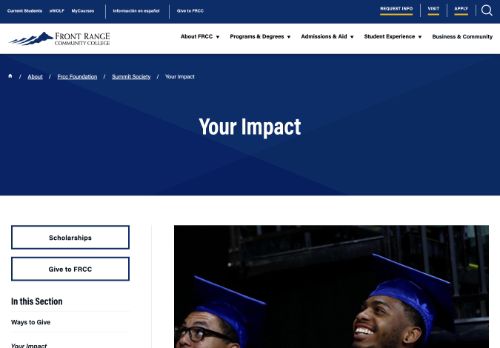 Current Students eWOLF MyCourses Información en español Give to FRCC REQUEST INFO VISIT APPLY
FRONT RANGE
COMMUNITY COLLEGE
About FRCC Programs & Degrees Admissions & Aid Student Experience Business & Community
/ About / Frcc Foundation / Summit Society / Your Impact
Your Impact
Scholarships
Give to FRCC
In this Section
Ways to Give
Your Impact